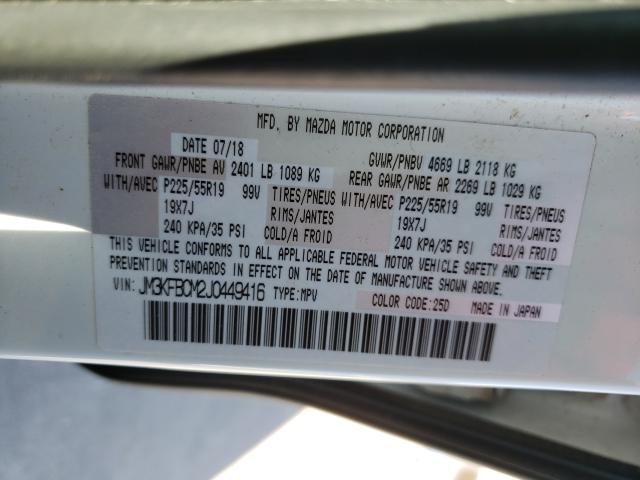 MFD. BY MAZDA MOTOR CORPORATION
DATE 07/18 GVWR/PNBV 4669 LB 2118 KG
FRONT GAWR/PNBE AV 2401 LB 1089 KG REAR GAWR/PNBE AR 2269 LB 1029 KG
WITH/AVEC P225/55R19 99V TIRES/PNEUS WITH/AVEC P225/55R19 99V TIRES/PNEUS
19X7J RIMS/JANTES 19X7J RIMS/JANTES
240 KPA/35 PSI COLD/A FROID 240 KPA/35 PSI COLD/A FROID
THIS VEHICLE CONFORMS TO ALL APPLICABLE FEDERAL MOTOR VEHICLE SAFETY AND THEFT
PREVENTION STANDARDS IN EFFECT ON THE DATE OF MANUFACTURE SHOWN ABOVE.
VIN: JM3KFBCM2J0449416 TYPE:MPV COLOR CODE:25D MADE IN JAPAN